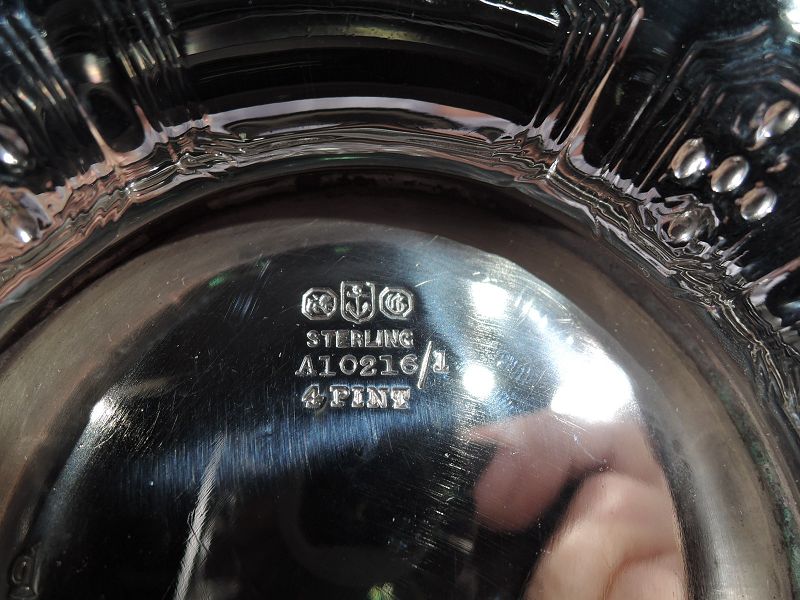 STERLING
A10216/1
4 PINT